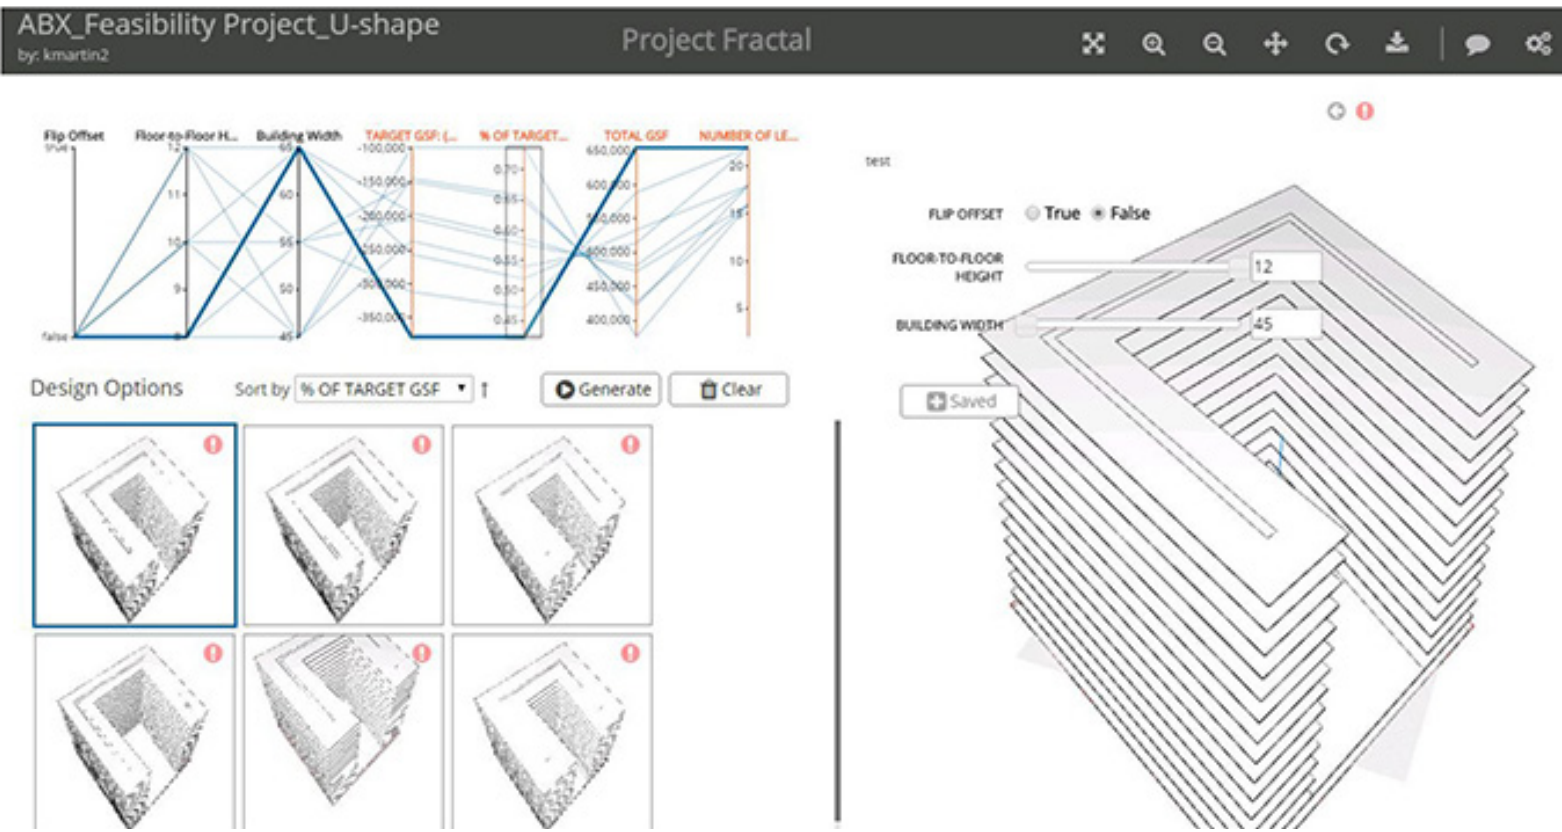 ABX_Feasibility Project_U-shape
by: kmartin2
Project Fractal
Flip Offset
Floor-to-Floor H...
Building Width
TARGET GSF: (...
% OF TARGET...
TOTAL GSF
NUMBER OF LE...
true
12
65
-100,000
650,000
0.70
20
11
60
-150,000
0.65
600,000
10
55
-200,000
0.60
550,000
15
-250,000
0.55
500,000
10
9
50
-300,000
0.50
450,000
5
-350,000
0.45
400,000
false
8
45
test
FLIP OFFSET
True
False
FLOOR-TO-FLOOR
HEIGHT
12
BUILDING WIDTH
45
Design Options
Sort by
% OF TARGET GSF
Generate
Clear
Saved